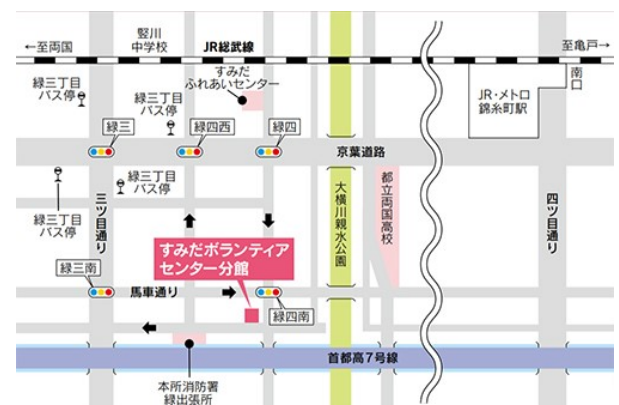 ←至両国
竪川
中学校
JR総武線
至亀戸→
緑三丁目
バス停
緑三丁目
バス停
すみだ
ふれあいセンター
JR・メトロ
錦糸町駅
南口
緑三
緑四西
緑四
京葉道路
緑三丁目
バス停
緑三丁目
バス停
三ツ目通り
大横川親水公園
都立両国高校
四ツ目通り
すみだボランティア
センター分館
緑三南
馬車通り
緑四南
首都高7号線
本所消防署
緑出張所